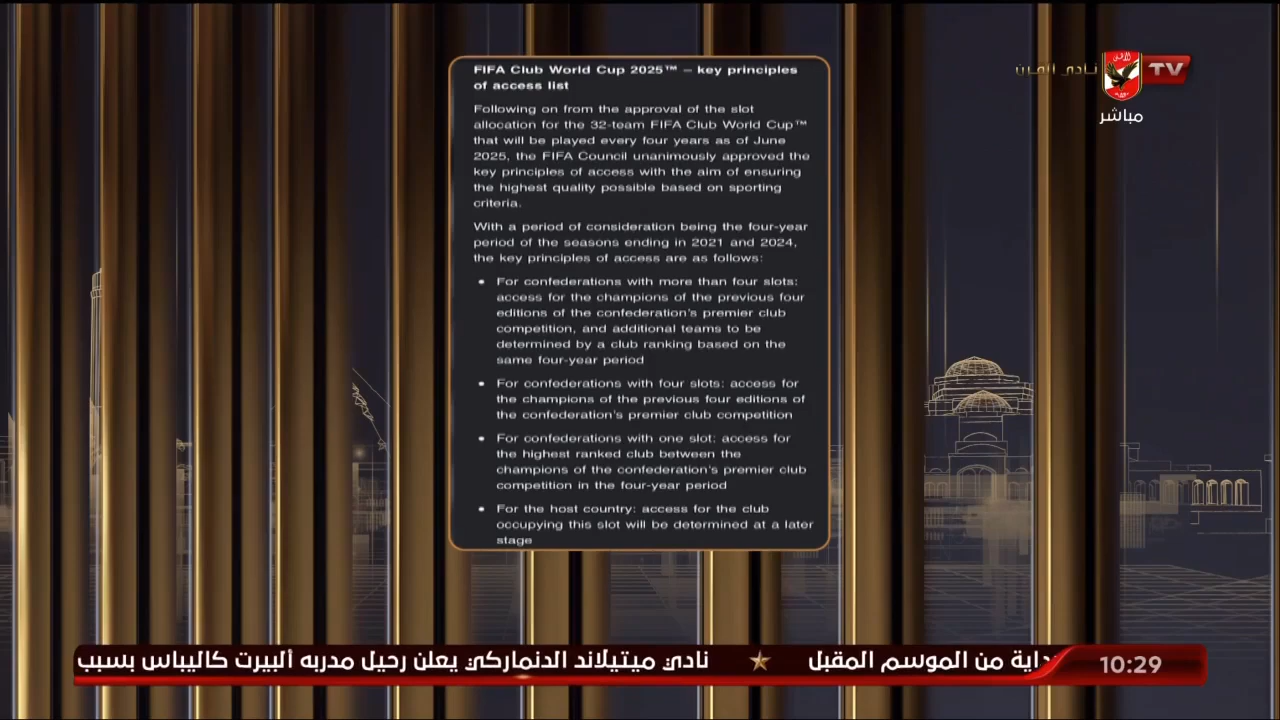 FIFA Club World Cup 2025™ – key principles
of access list
Following on from the approval of the slot
allocation for the 32-team FIFA Club World Cup™
that will be played every four years as of June
2025, the FIFA Council unanimously approved the
key principles of access with the aim of ensuring
the highest quality possible based on sporting
criteria.
With a period of consideration being the four-year
period of the seasons ending in 2021 and 2024,
the key principles of access are as follows:
• For confederations with more than four slots:
access for the champions of the previous four
editions of the confederation's premier club
competition, and additional teams to be
determined by a club ranking based on the
same four-year period
• For confederations with four slots: access for
the champions of the previous four editions of
the confederation's premier club competition
• For confederations with one slot: access for
the highest ranked club between the
champions of the confederation's premier club
competition in the four-year period
• For the host country: access for the club
occupying this slot will be determined at a later
stage
نادي القرن
TV
مباشر
10:29
داية من الموسم المقبل ★ نادي ميتيلاند الدنماركي يعلن رحيل مدربه ألبيرت كاليباس بسبب